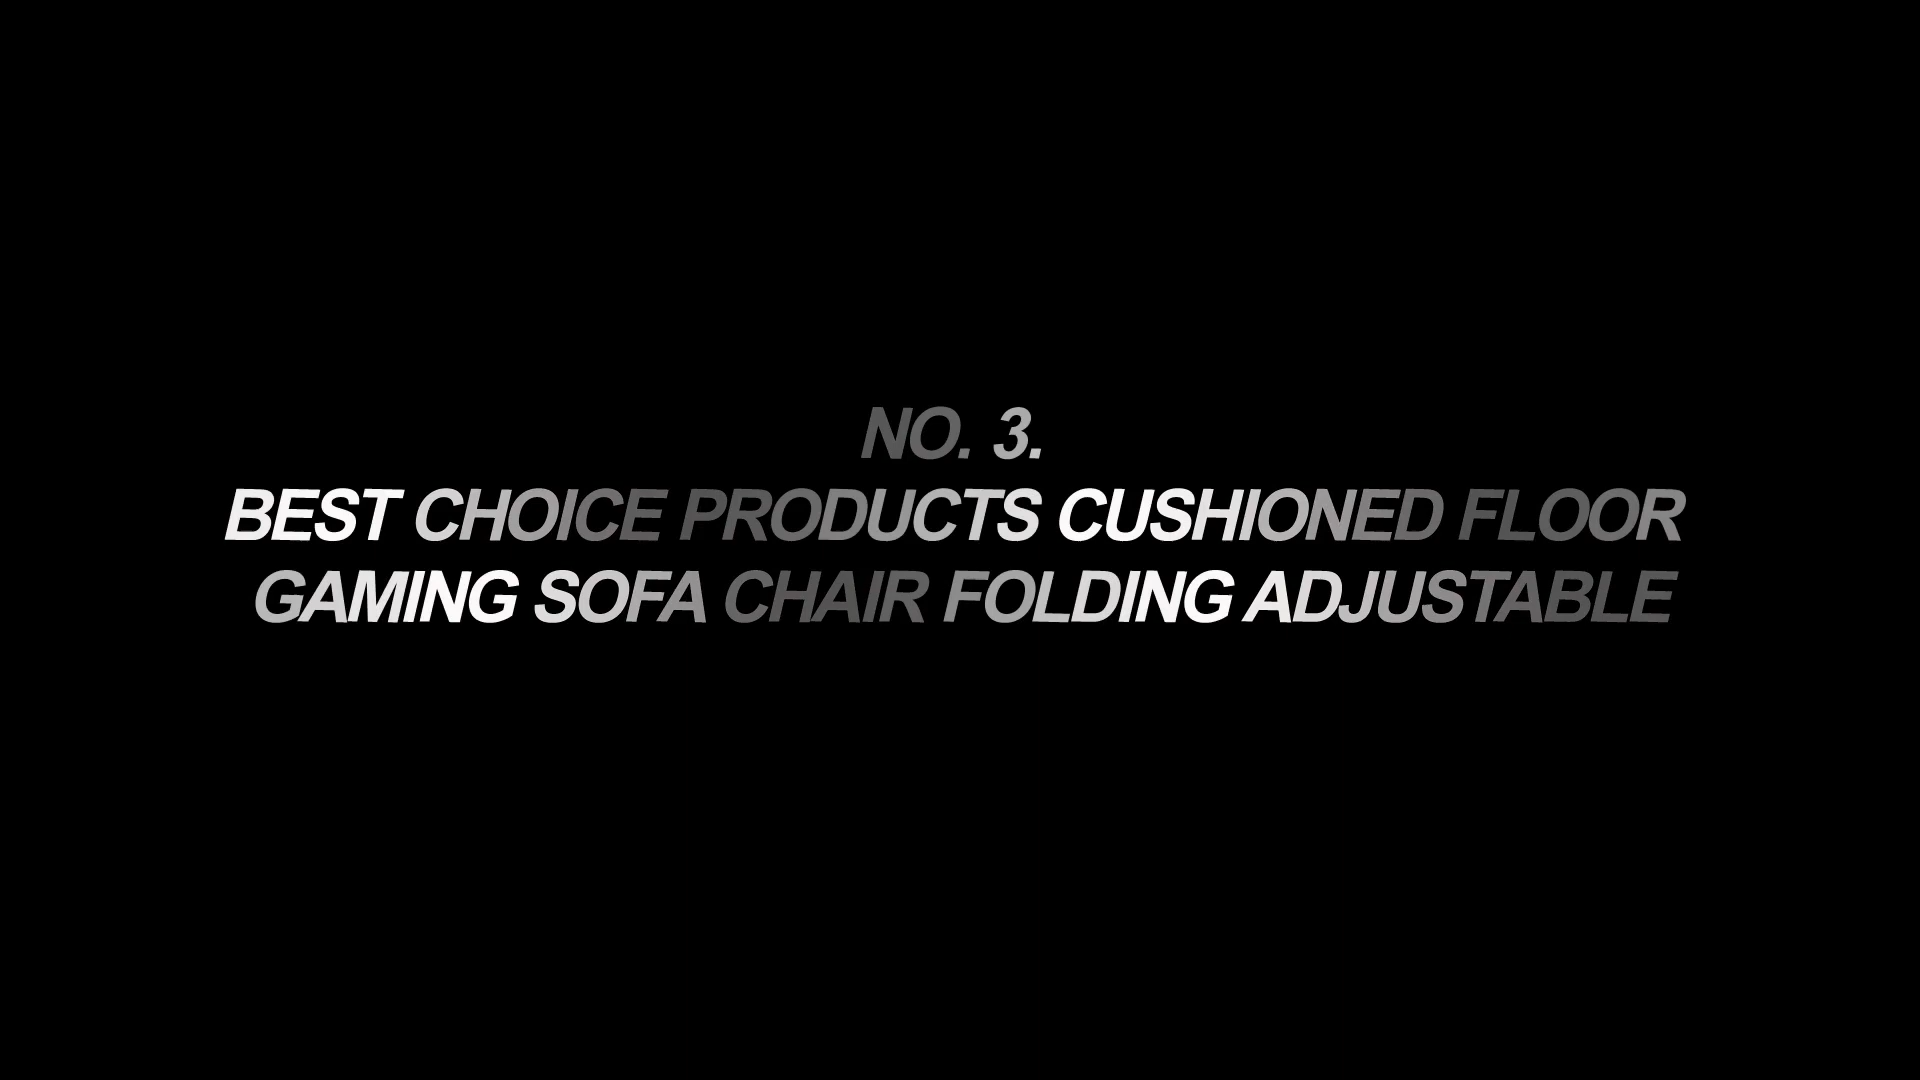 NO. 3.
BEST CHOICE PRODUCTS CUSHIONED FLOOR
GAMING SOFA CHAIR FOLDING ADJUSTABLE